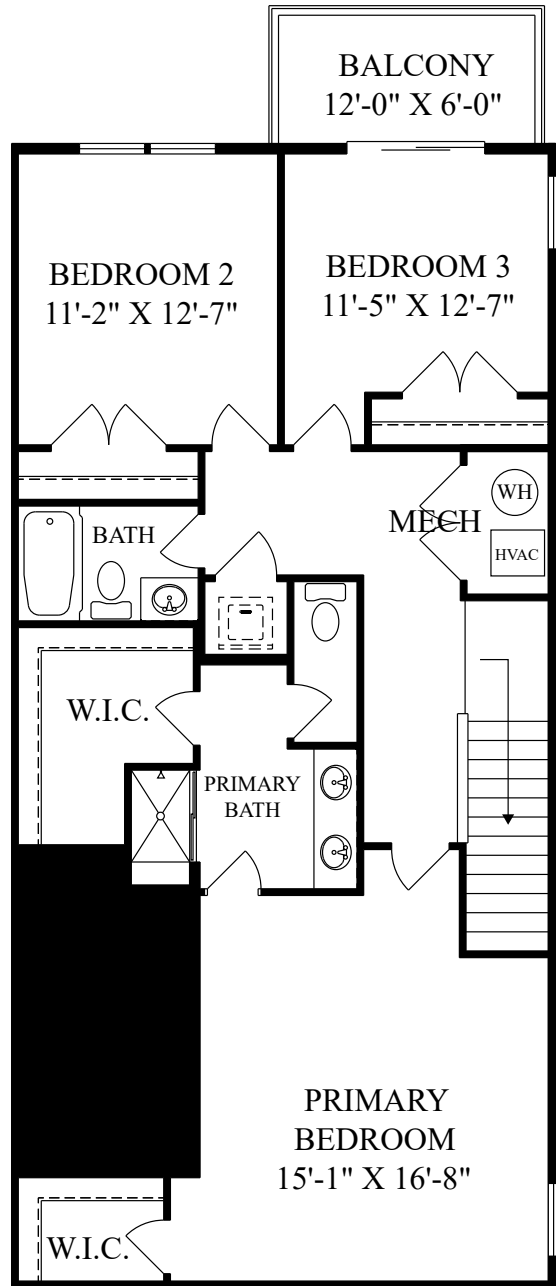 BALCONY
12'-0" X 6'-0"
BEDROOM 2
11'-2" X 12'-7"
BEDROOM 3
11'-5" X 12'-7"
WH
MECH
HVAC
BATH
W.I.C.
PRIMARY
BATH
PRIMARY
BEDROOM
15'-1" X 16'-8"
W.I.C.